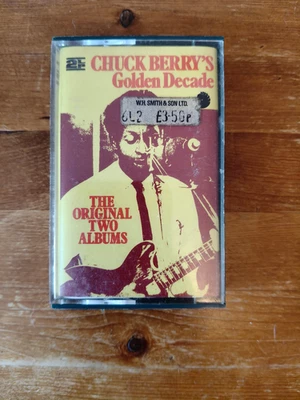 CHUCK BERRY'S
Golden Decade
W.H. SMITH & SON LTD.
6L2 £3·50P
THE
ORIGINAL
TWO
ALBUMS